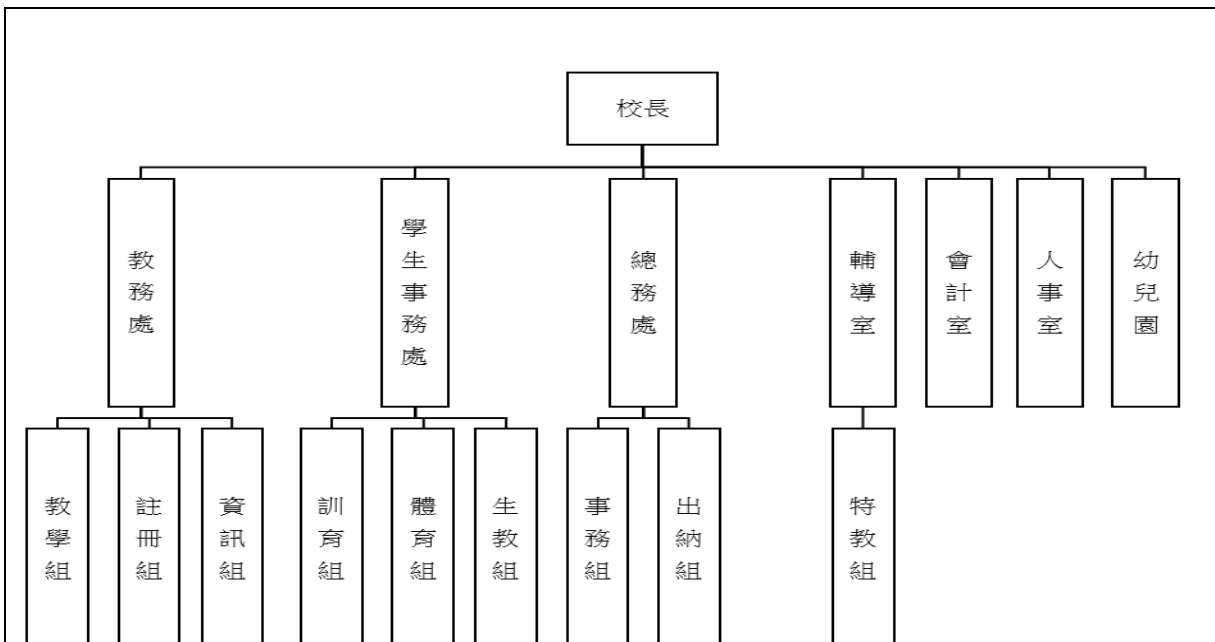 校長
教務處
學生事務處
總務處
輔導室
會計室
人事室
幼兒園
教學組
註冊組
資訊組
訓育組
體育組
生教組
事務組
出納組
特教組